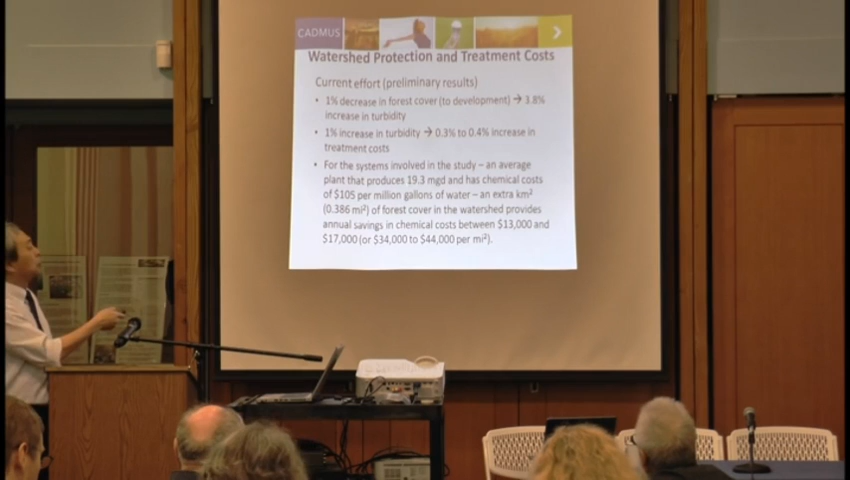 CADMUS
Watershed Protection and Treatment Costs
Current effort (preliminary results)
• 1% decrease in forest cover (to development) → 3.8%
increase in turbidity
• 1% increase in turbidity → 0.3% to 0.4% increase in
treatment costs
• For the systems involved in the study – an average
plant that produces 19.3 mgd and has chemical costs
of $105 per million gallons of water – an extra km²
(0.386 mi²) of forest cover in the watershed provides
annual savings in chemical costs between $13,000 and
$17,000 (or $34,000 to $44,000 per mi²).